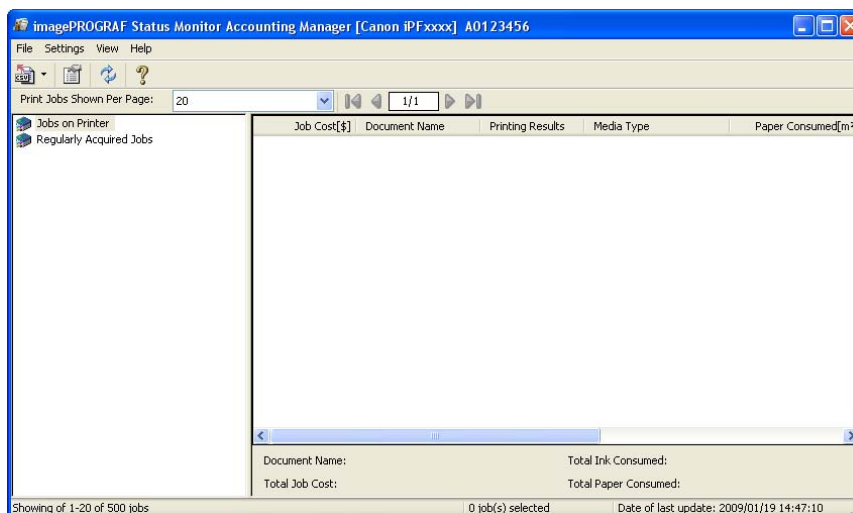 imagePROGRAF Status Monitor Accounting Manager [Canon iPFxxxx] A0123456
File Settings View Help
CSV
Print Jobs Shown Per Page: 20 1/1
Jobs on Printer
Regularly Acquired Jobs
Job Cost[$] Document Name Printing Results Media Type Paper Consumed[m²
Document Name: Total Ink Consumed:
Total Job Cost: Total Paper Consumed:
Showing of 1-20 of 500 jobs 0 job(s) selected Date of last update: 2009/01/19 14:47:10